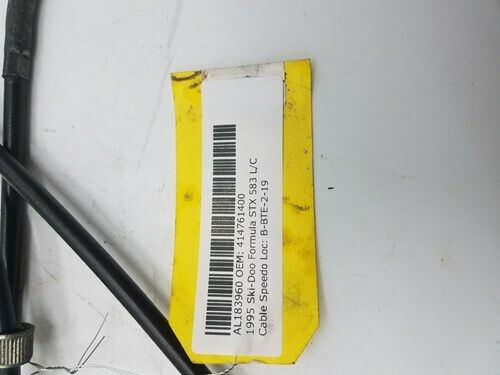 AL183960 OEM: 414761400
1995 Ski-Doo Formula STX 583 L/C
Cable Speedo Loc: B-BTE-2-19